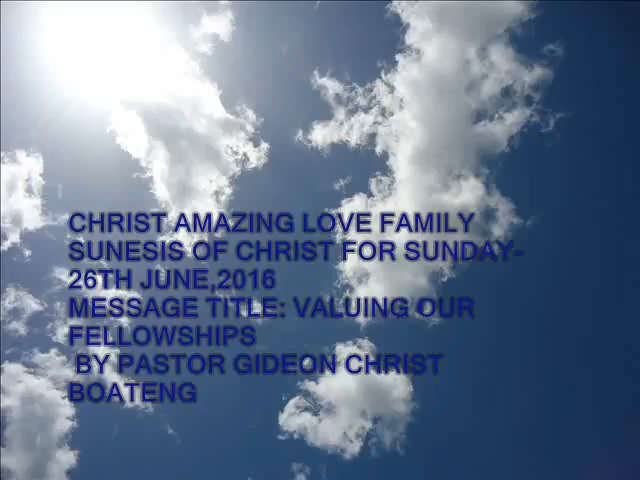 CHRIST AMAZING LOVE FAMILY
SUNESIS OF CHRIST FOR SUNDAY-
26TH JUNE,2016
MESSAGE TITLE: VALUING OUR
FELLOWSHIPS
BY PASTOR GIDEON CHRIST
BOATENG